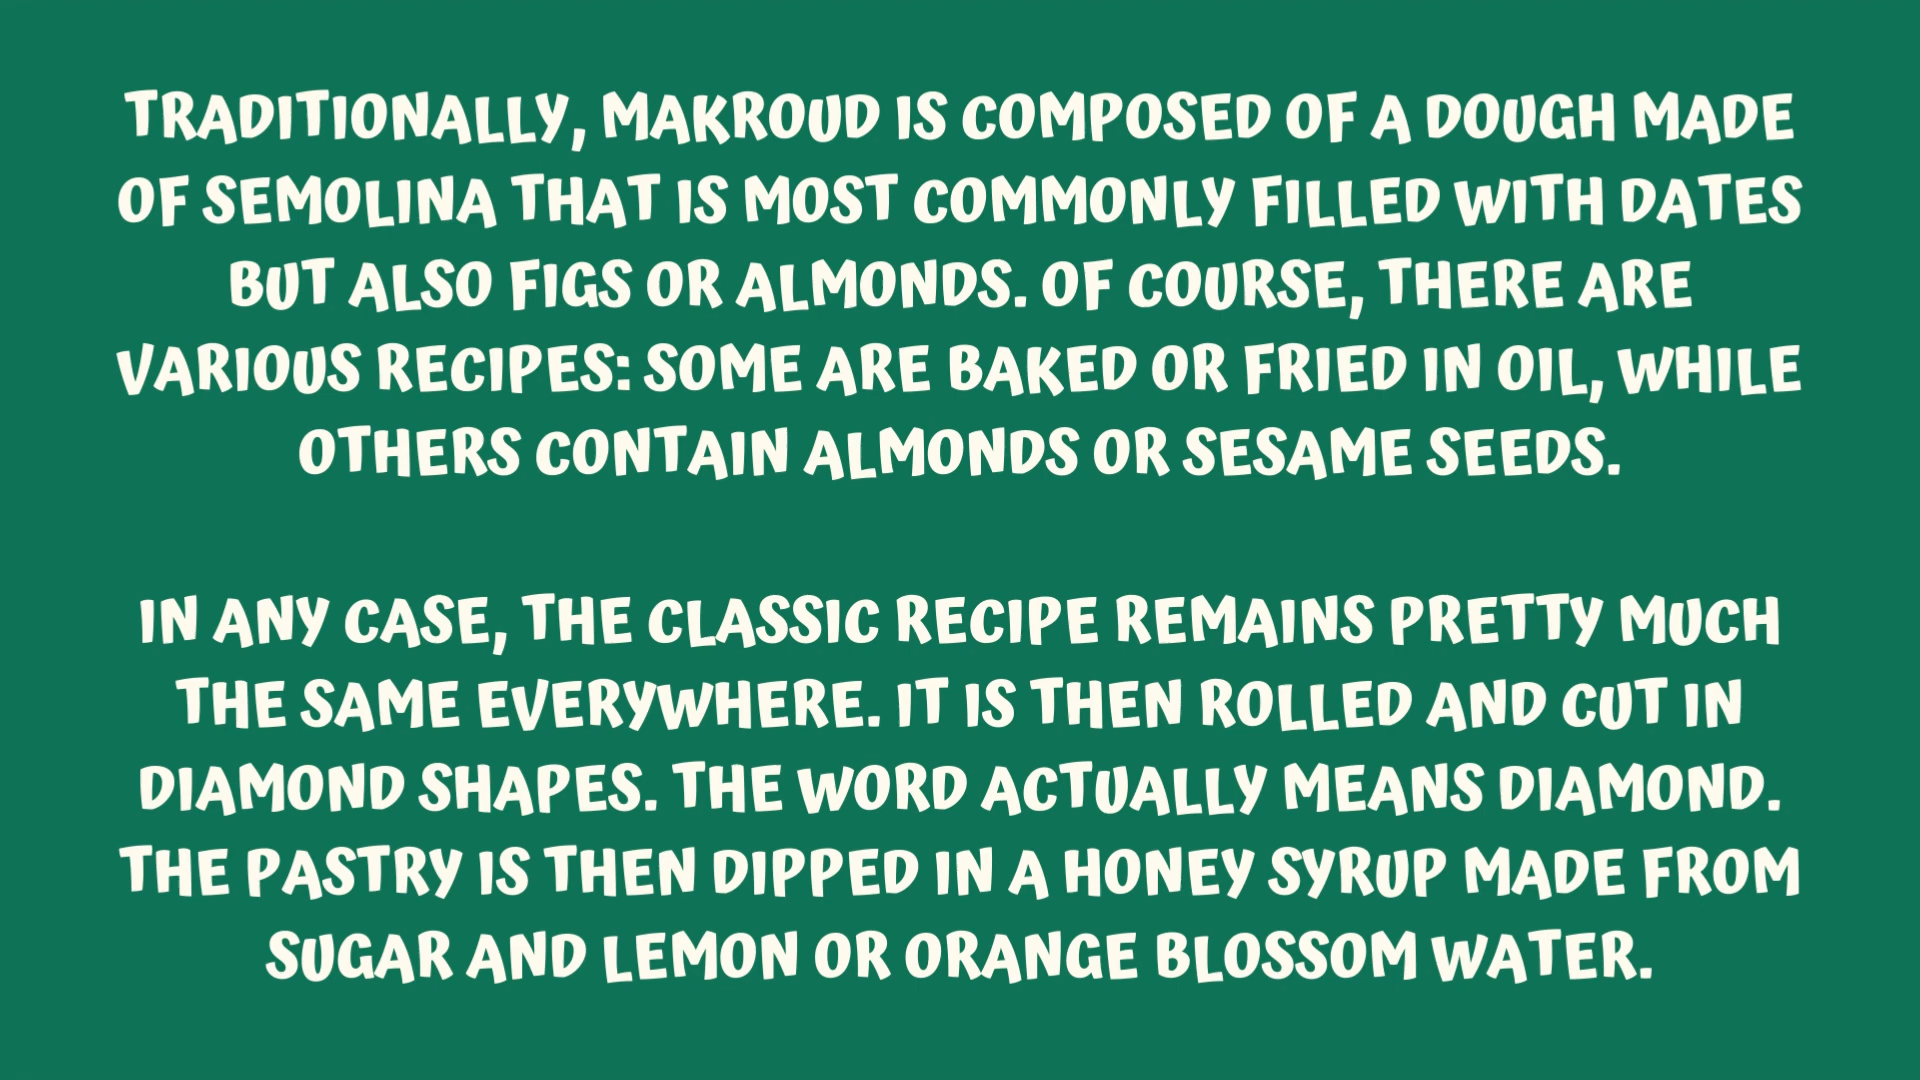 TRADITIONALLY, MAKROUD IS COMPOSED OF A DOUGH MADE
OF SEMOLINA THAT IS MOST COMMONLY FILLED WITH DATES
BUT ALSO FIGS OR ALMONDS. OF COURSE, THERE ARE
VARIOUS RECIPES: SOME ARE BAKED OR FRIED IN OIL, WHILE
OTHERS CONTAIN ALMONDS OR SESAME SEEDS.
IN ANY CASE, THE CLASSIC RECIPE REMAINS PRETTY MUCH
THE SAME EVERYWHERE. IT IS THEN ROLLED AND CUT IN
DIAMOND SHAPES. THE WORD ACTUALLY MEANS DIAMOND.
THE PASTRY IS THEN DIPPED IN A HONEY SYRUP MADE FROM
SUGAR AND LEMON OR ORANGE BLOSSOM WATER.